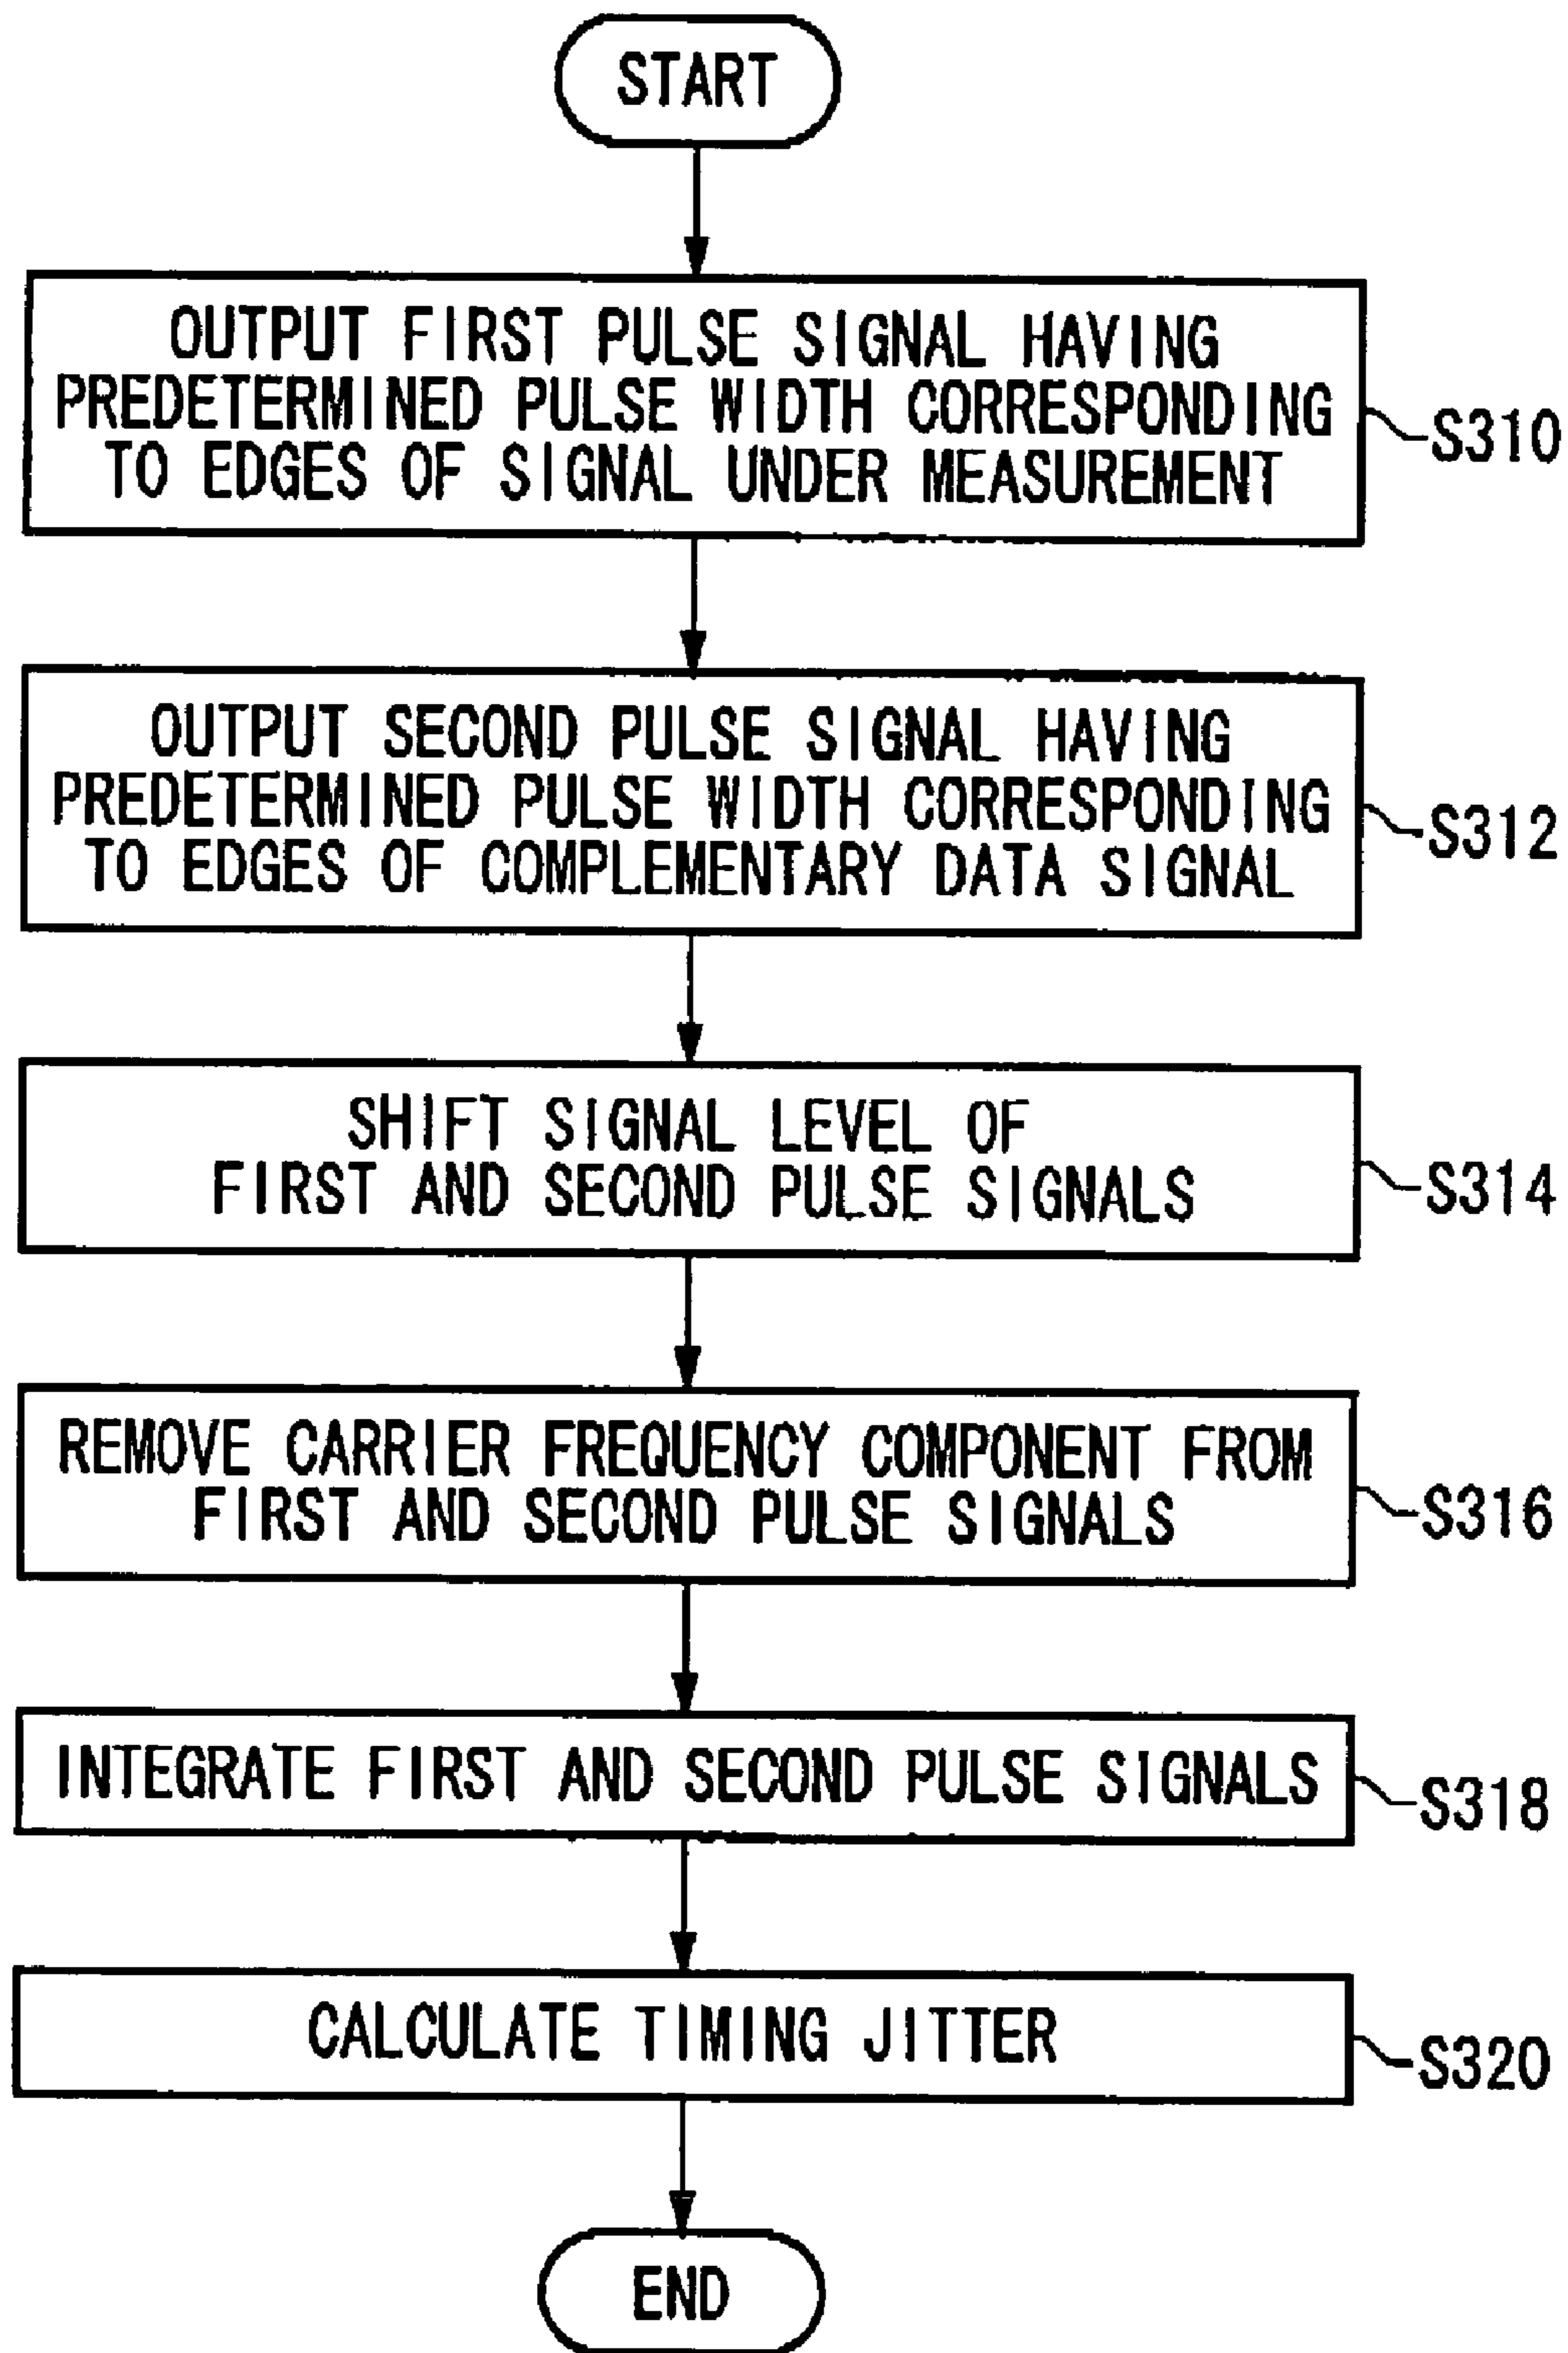 START
OUTPUT FIRST PULSE SIGNAL HAVING
PREDETERMINED PULSE WIDTH CORRESPONDING
TO EDGES OF SIGNAL UNDER MEASUREMENT
S310
OUTPUT SECOND PULSE SIGNAL HAVING
PREDETERMINED PULSE WIDTH CORRESPONDING
TO EDGES OF COMPLEMENTARY DATA SIGNAL
S312
SHIFT SIGNAL LEVEL OF
FIRST AND SECOND PULSE SIGNALS
S314
REMOVE CARRIER FREQUENCY COMPONENT FROM
FIRST AND SECOND PULSE SIGNALS
S316
INTEGRATE FIRST AND SECOND PULSE SIGNALS
S318
CALCULATE TIMING JITTER
S320
END